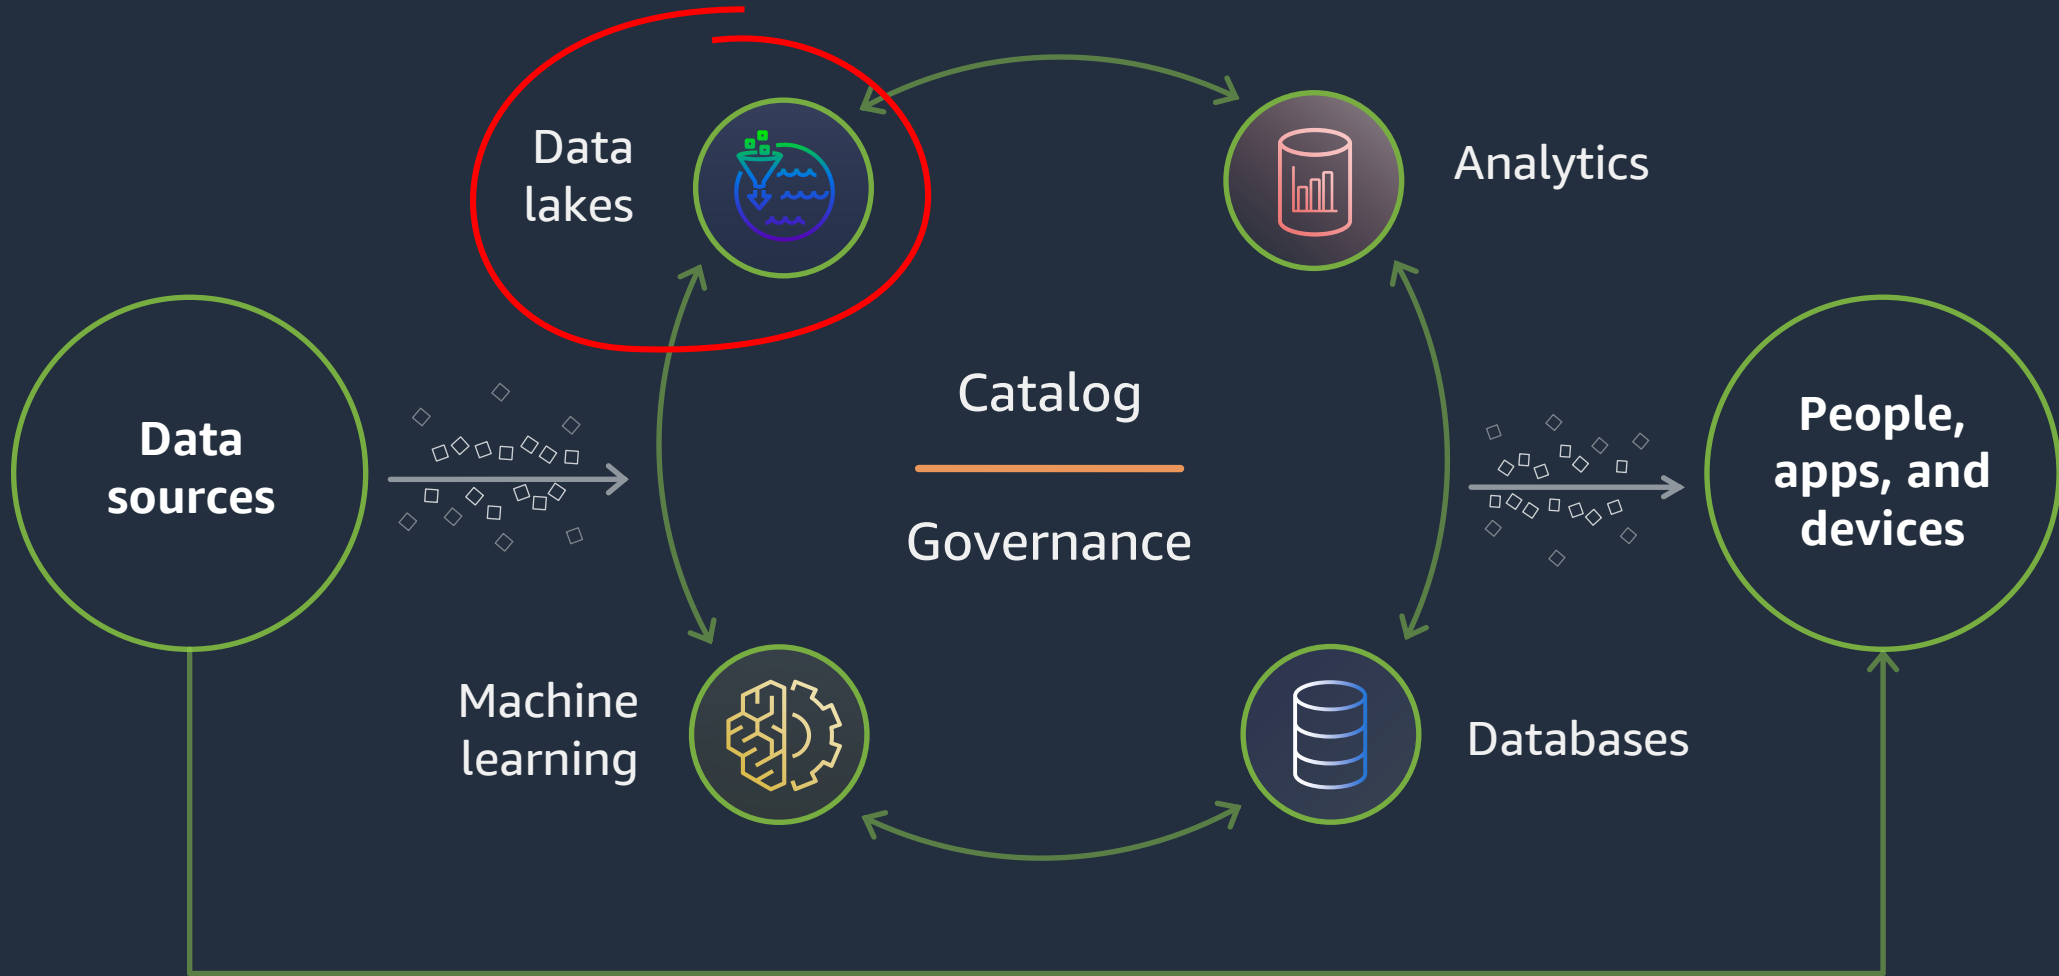 Data
lakes
Analytics
Data
sources
Catalog
Governance
People,
apps, and
devices
Machine
learning
Databases